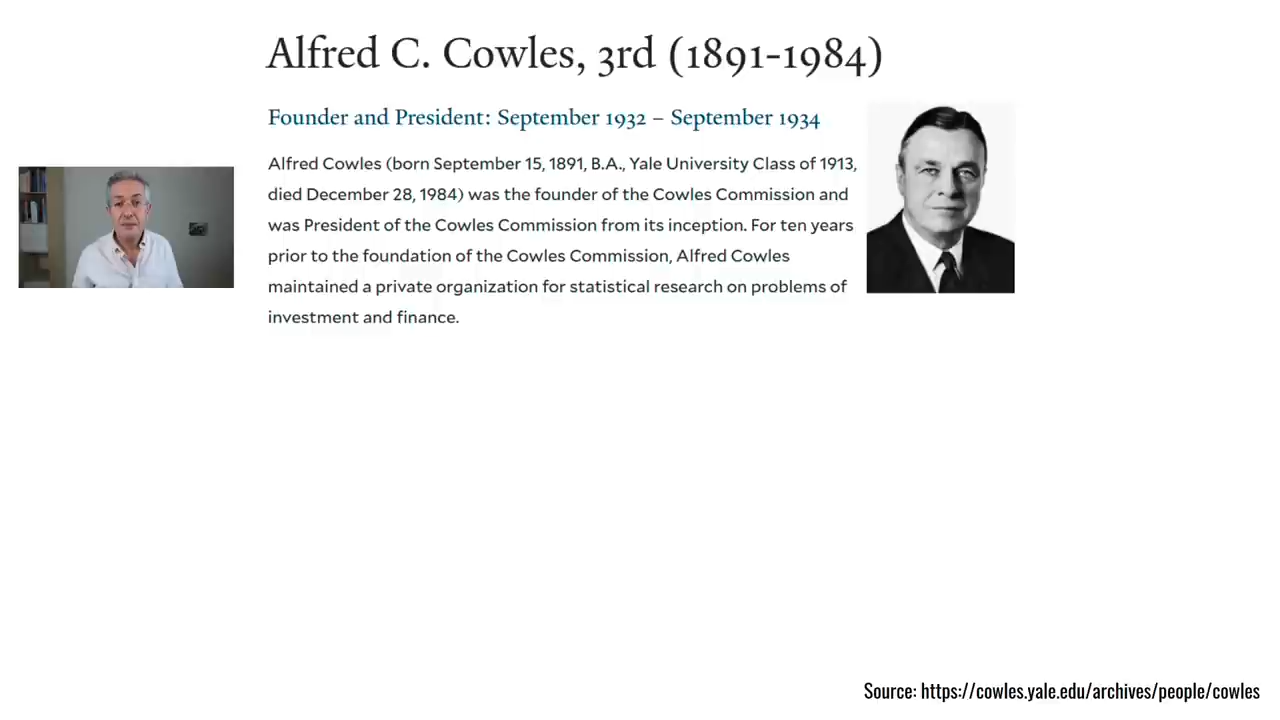 Alfred C. Cowles, 3rd (1891-1984)
Founder and President: September 1932 – September 1934
Alfred Cowles (born September 15, 1891, B.A., Yale University Class of 1913,
died December 28, 1984) was the founder of the Cowles Commission and
was President of the Cowles Commission from its inception. For ten years
prior to the foundation of the Cowles Commission, Alfred Cowles
maintained a private organization for statistical research on problems of
investment and finance.
Source: https://cowles.yale.edu/archives/people/cowles